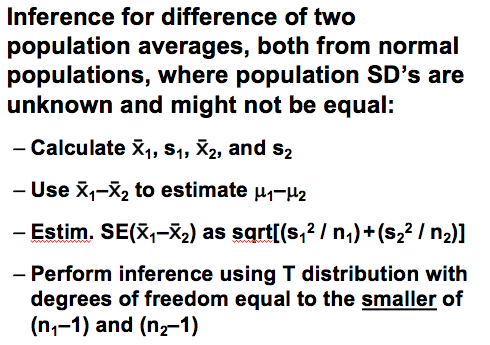 Inference for difference of two
population averages, both from normal
populations, where population SD's are
unknown and might not be equal:
– Calculate x̄₁, s₁, x̄₂, and s₂
– Use x̄₁–x̄₂ to estimate μ₁–μ₂
– Estim. SE(x̄₁–x̄₂) as sqrt[(s₁² / n₁)+(s₂² / n₂)]
– Perform inference using T distribution with
degrees of freedom equal to the smaller of
(n₁–1) and (n₂–1)